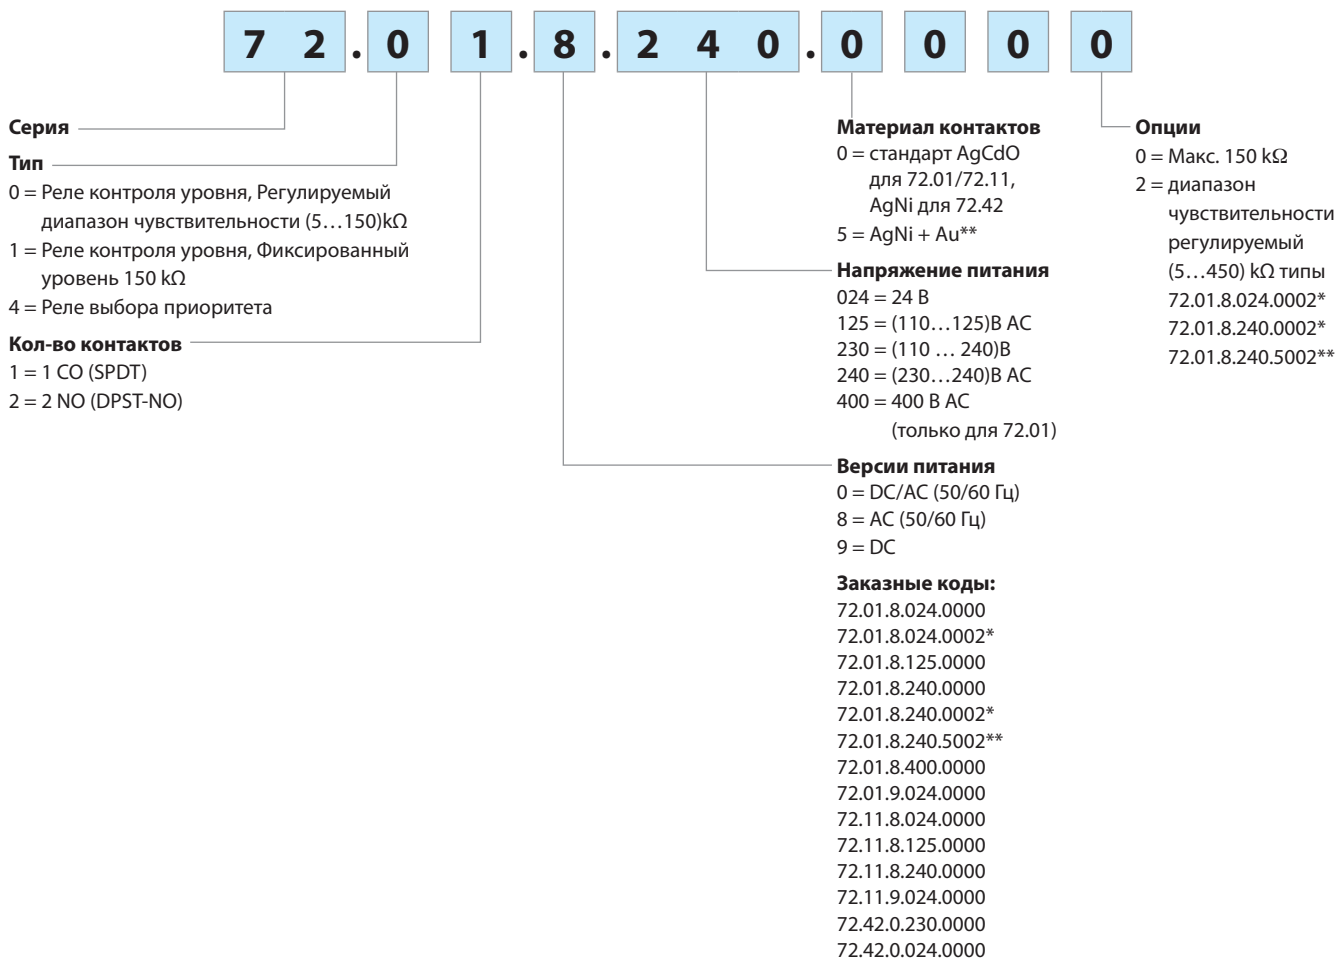 7 2 . 0 1 . 8 . 2 4 0 . 0 0 0 0
Серия
Тип
0 = Реле контроля уровня, Регулируемый
диапазон чувствительности (5…150)kΩ
1 = Реле контроля уровня, Фиксированный
уровень 150 kΩ
4 = Реле выбора приоритета
Кол-во контактов
1 = 1 CO (SPDT)
2 = 2 NO (DPST-NO)
Материал контактов
0 = стандарт AgCdO
для 72.01/72.11,
AgNi для 72.42
5 = AgNi + Au**
Напряжение питания
024 = 24 В
125 = (110…125)В AC
230 = (110 … 240)В
240 = (230…240)В AC
400 = 400 В AC
(только для 72.01)
Версии питания
0 = DC/AC (50/60 Гц)
8 = AC (50/60 Гц)
9 = DC
Заказные коды:
72.01.8.024.0000
72.01.8.024.0002*
72.01.8.125.0000
72.01.8.240.0000
72.01.8.240.0002*
72.01.8.240.5002**
72.01.8.400.0000
72.01.9.024.0000
72.11.8.024.0000
72.11.8.125.0000
72.11.8.240.0000
72.11.9.024.0000
72.42.0.230.0000
72.42.0.024.0000
Опции
0 = Макс. 150 kΩ
2 = диапазон
чувствительности
регулируемый
(5…450) kΩ типы
72.01.8.024.0002*
72.01.8.240.0002*
72.01.8.240.5002**